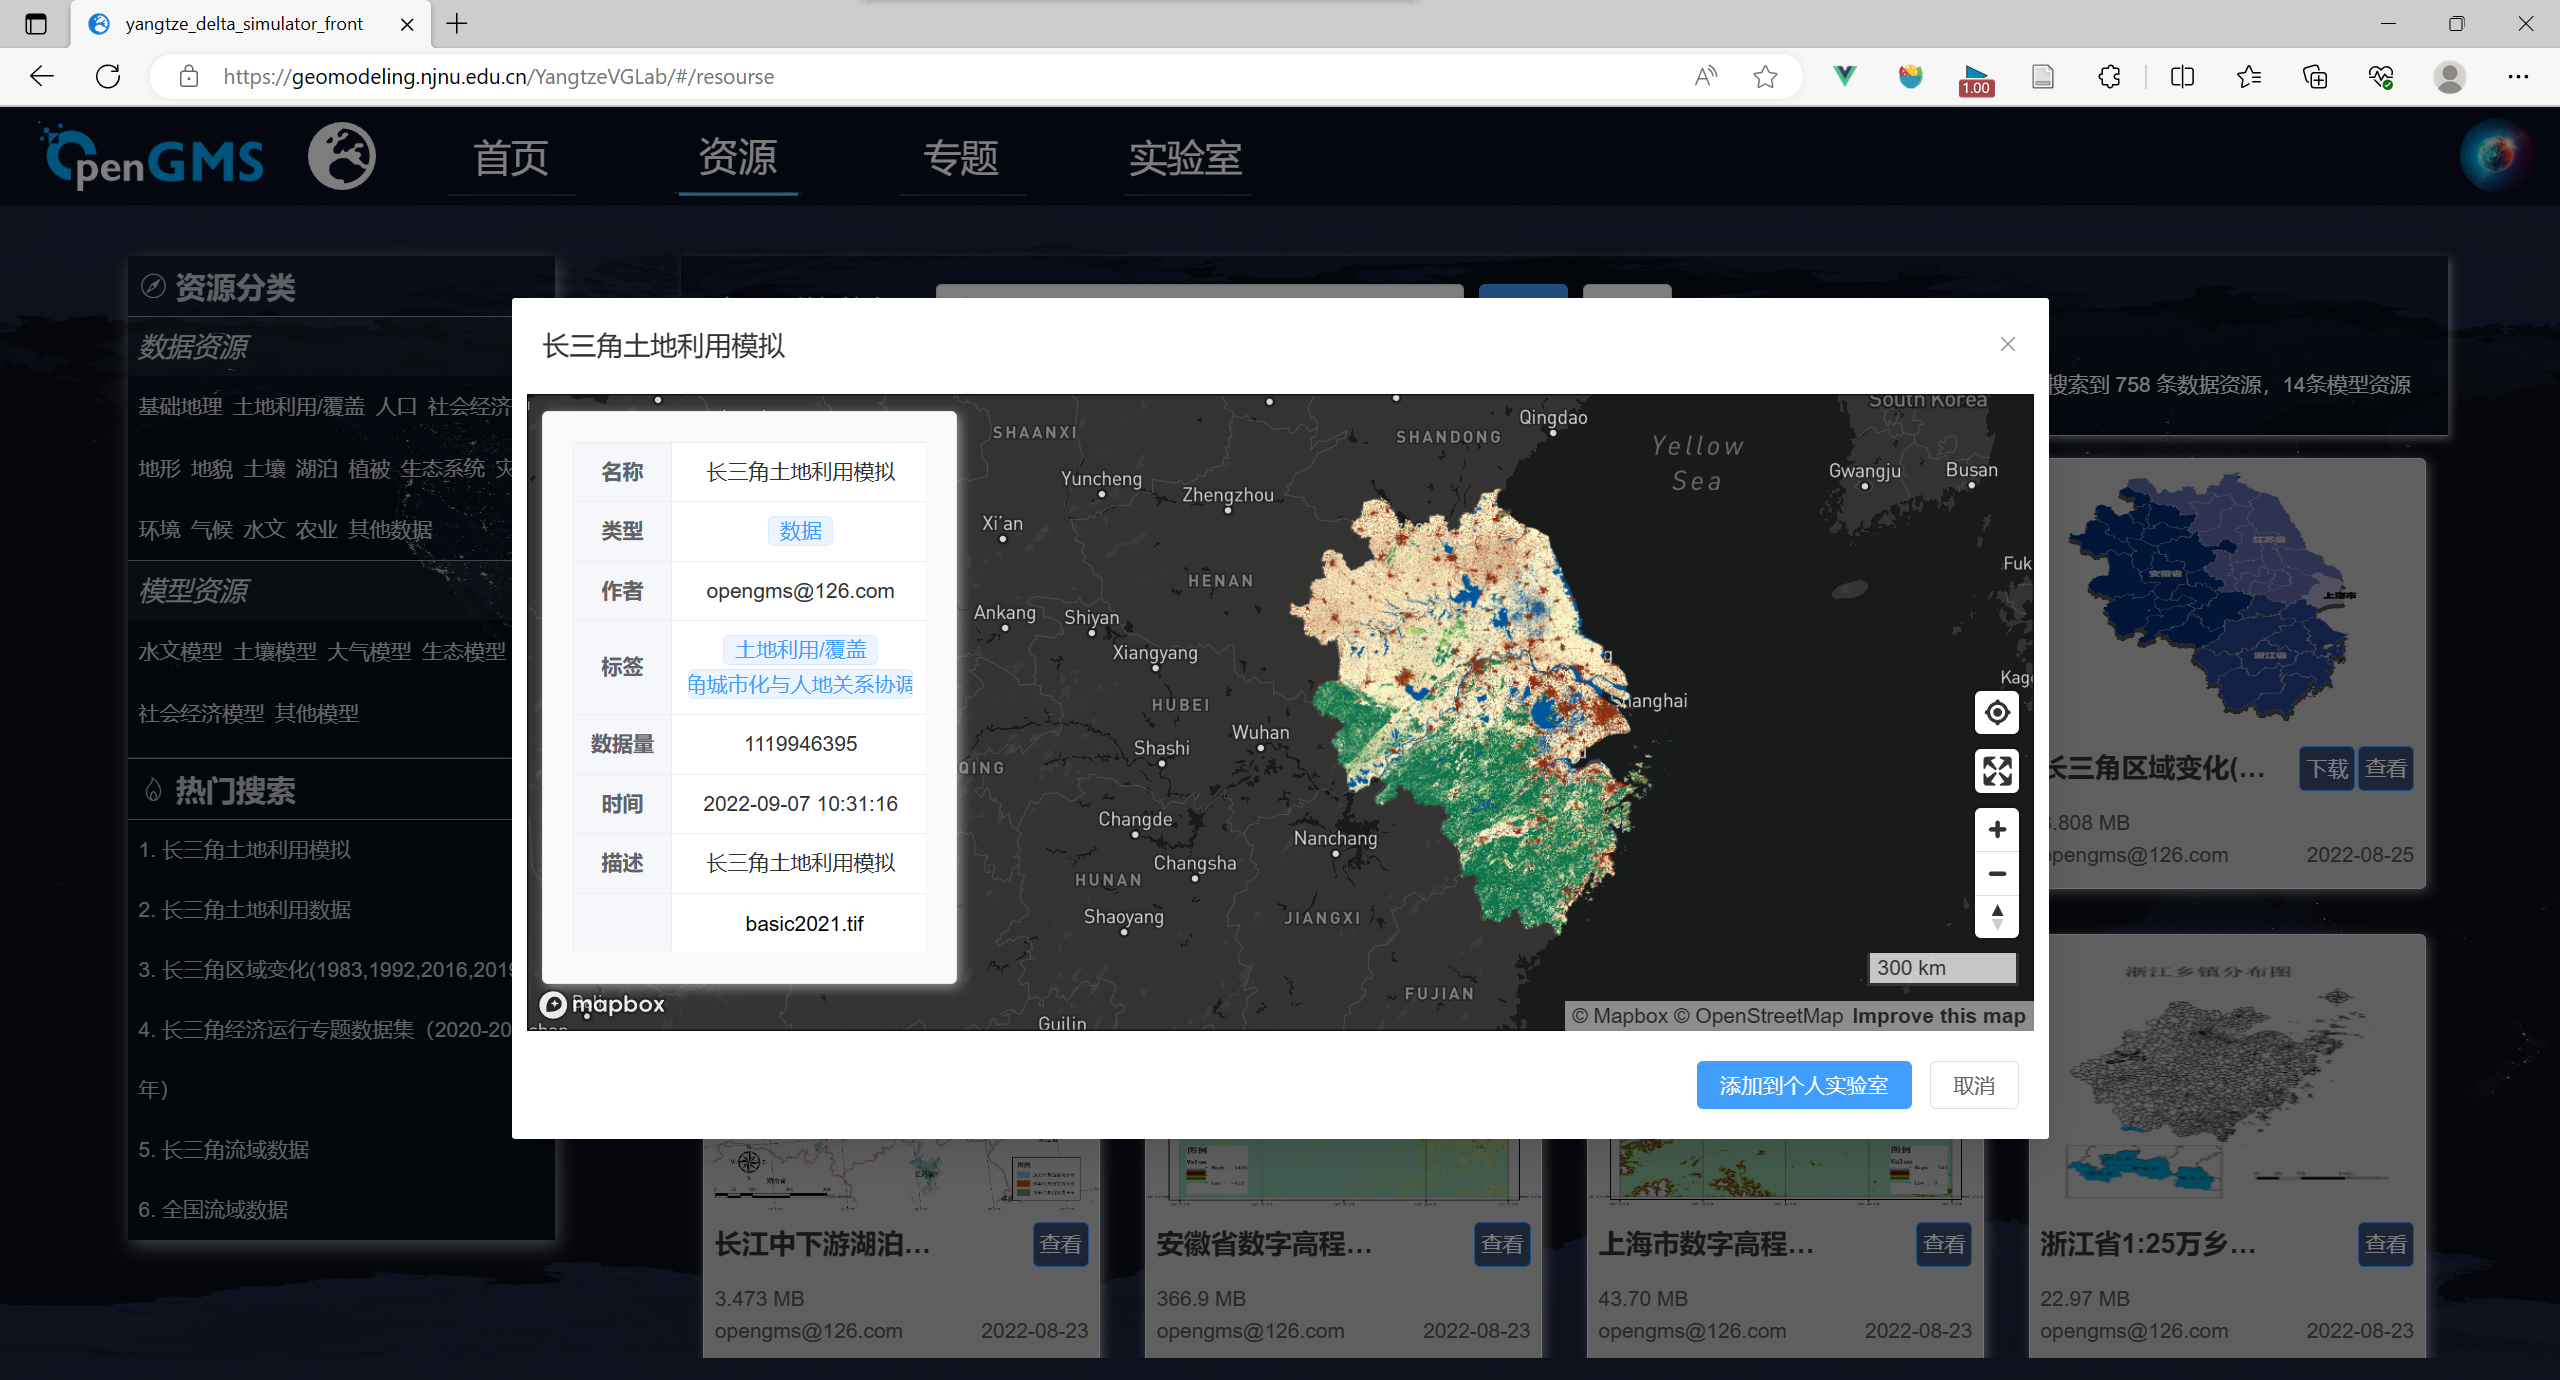 yangtze_delta_simulator_front
https://geomodeling.njnu.edu.cn/YangtzeVGLab/#/resourse
1.00
OpenGMS
首页
资源
专题
实验室
资源分类
数据资源
基础地理 土地利用/覆盖 人口 社会经济
地形 地貌 土壤 湖泊 植被 生态系统
环境 气候 水文 农业 其他数据
模型资源
水文模型 土壤模型 大气模型 生态模型
社会经济模型 其他模型
热门搜索
1. 长三角土地利用模拟
2. 长三角土地利用数据
3. 长三角区域变化(1983,1992,2016,2019
4. 长三角经济运行专题数据集（2020-20
年）
5. 长三角流域数据
6. 全国流域数据
搜索到 758 条数据资源，14条模型资源
长三角土地利用模拟
名称 长三角土地利用模拟
类型 数据
作者 opengms@126.com
标签 土地利用/覆盖
角城市化与人地关系协调
数据量 1119946395
时间 2022-09-07 10:31:16
描述 长三角土地利用模拟
basic2021.tif
South Korea
Qingdao
SHAANXI
SHANDONG
Yellow
Sea
Gwangju
Busan
Yuncheng
Zhengzhou
Xi'an
Fuk
HENAN
Ankang
Shiyan
Xiangyang
Kago
HUBEI
Shanghai
Wuhan
Shashi
QING
Changde
Nanchang
Changsha
HUNAN
Shaoyang
JIANGXI
FUJIAN
Guilin
mapbox
300 km
© Mapbox © OpenStreetMap Improve this map
添加到个人实验室
取消
江苏省
安徽省
上海市
浙江省
长三角区域变化(...
下载
查看
.808 MB
opengms@126.com
2022-08-25
浙江乡镇分布图
图例
Value
图例
Value
长江中下游湖泊...
查看
3.473 MB
opengms@126.com
2022-08-23
安徽省数字高程...
查看
366.9 MB
opengms@126.com
2022-08-23
上海市数字高程...
查看
43.70 MB
opengms@126.com
2022-08-23
浙江省1:25万乡...
查看
22.97 MB
opengms@126.com
2022-08-23